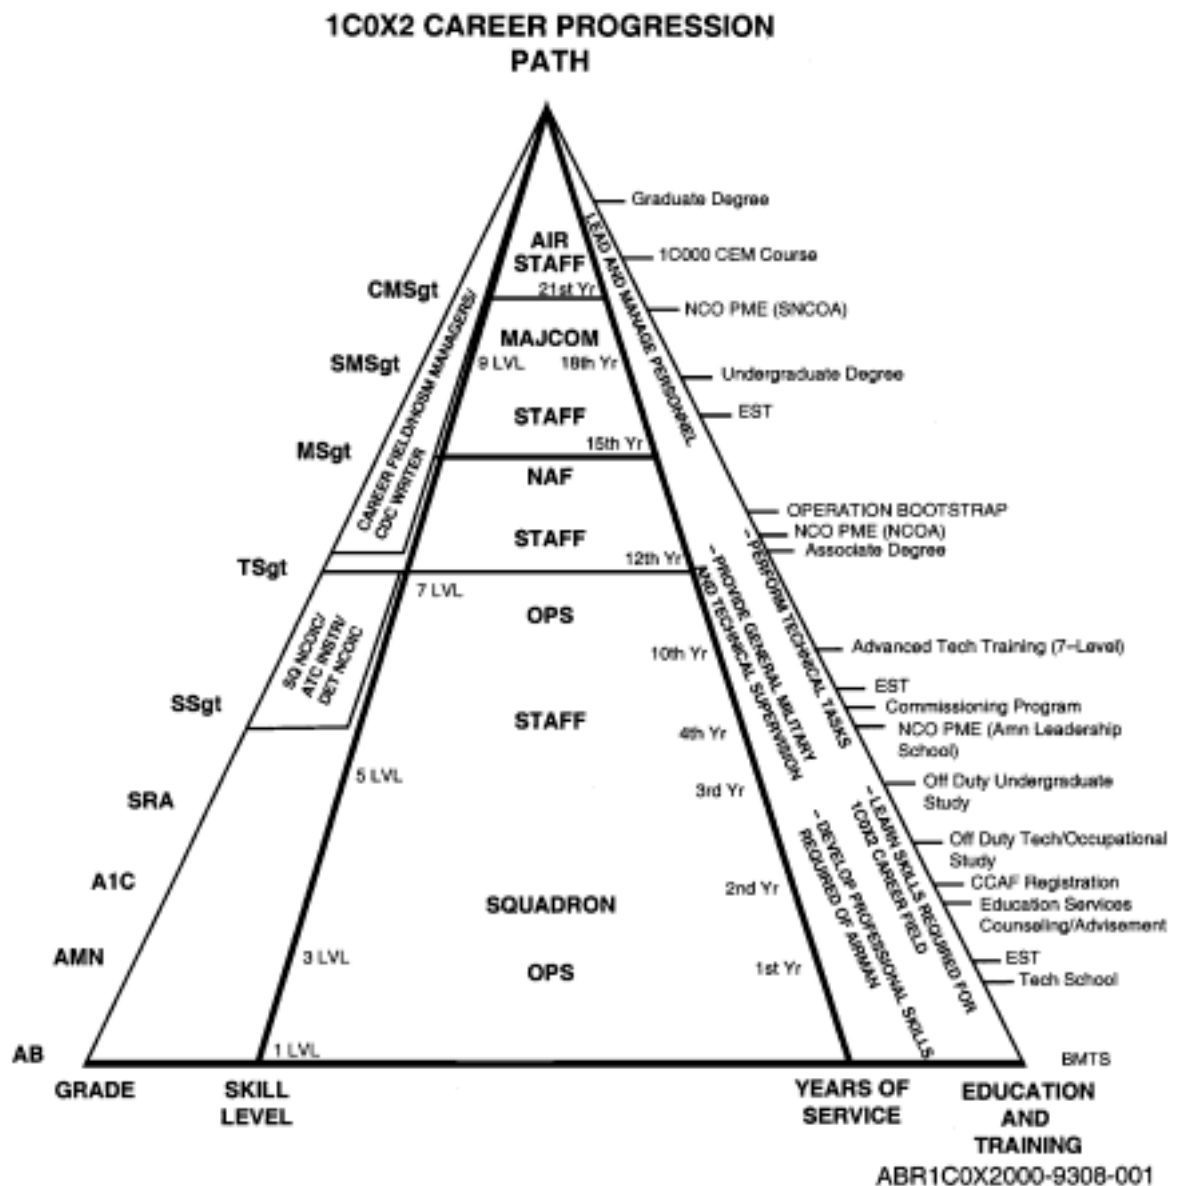 1C0X2 CAREER PROGRESSION
PATH
Graduate Degree
AIR
STAFF
21st Yr
1C000 CEM Course
CMSgt
NCO PME (SNCOA)
MAJCOM
9 LVL
18th Yr
SMSgt
Undergraduate Degree
STAFF
EST
15th Yr
MSgt
NAF
CAREER FIELD/NOSM MANAGERS/
CDC WRITER
LEAD AND MANAGE PERSONNEL
OPERATION BOOTSTRAP
NCO PME (NCOA)
Associate Degree
STAFF
12th Yr
TSgt
7 LVL
OPS
SQ NCOIC/
ATC INSTR/
DET NCOIC
10th Yr
– PROVIDE GENERAL MILITARY
AND TECHNICAL SUPERVISION
– PERFORM TECHNICAL TASKS
Advanced Tech Training (7–Level)
EST
Commissioning Program
NCO PME (Amn Leadership
School)
SSgt
STAFF
4th Yr
5 LVL
3rd Yr
Off Duty Undergraduate
Study
SRA
Off Duty Tech/Occupational
Study
A1C
2nd Yr
CCAF Registration
Education Services
Counseling/Advisement
SQUADRON
– DEVELOP PROFESSIONAL SKILLS
REQUIRED OF AIRMAN
– LEARN SKILLS REQUIRED FOR
1C0X2 CAREER FIELD
AMN
3 LVL
OPS
1st Yr
EST
Tech School
AB
1 LVL
BMTS
GRADE
SKILL
LEVEL
YEARS OF
SERVICE
EDUCATION
AND
TRAINING
ABR1C0X2000-9308-001